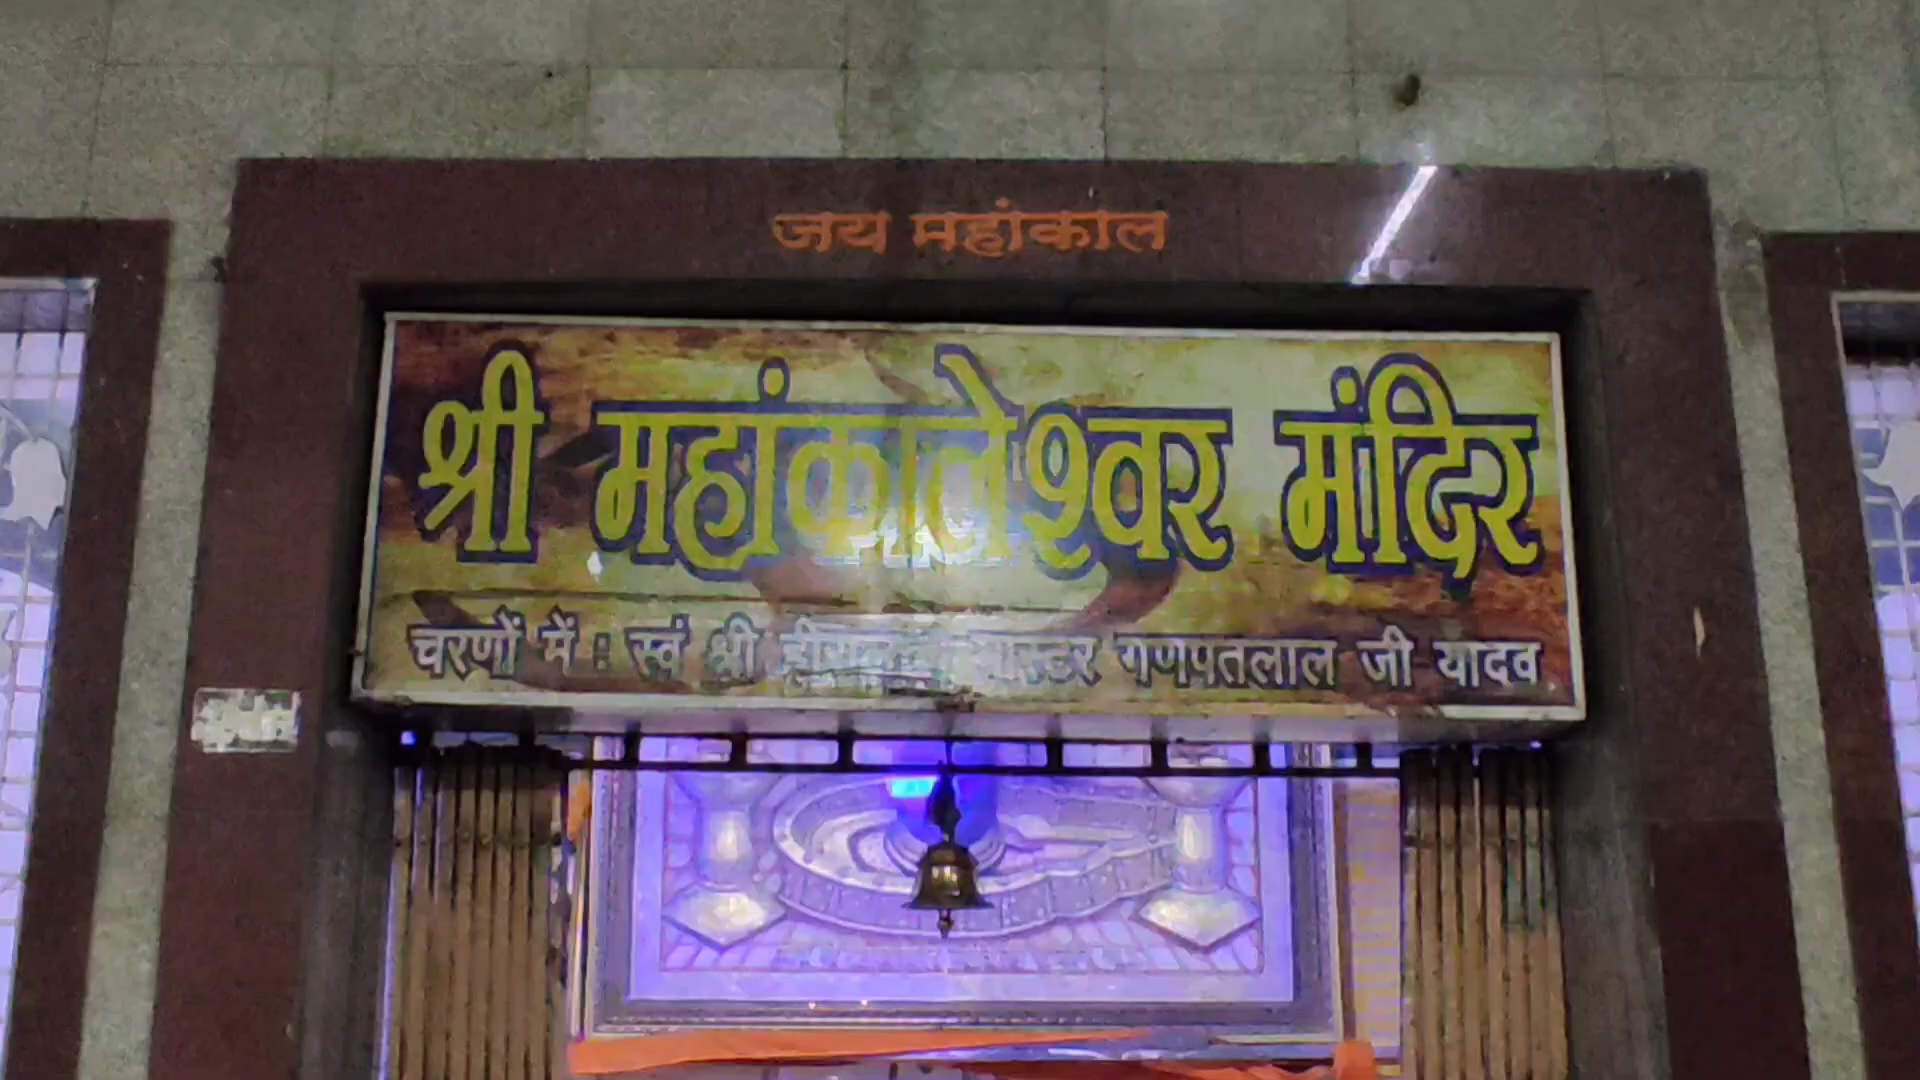 जय महांकाल
श्री महांकालेश्वर मंदिर
चरणों में : स्वं श्री गणपतलाल जी यादव